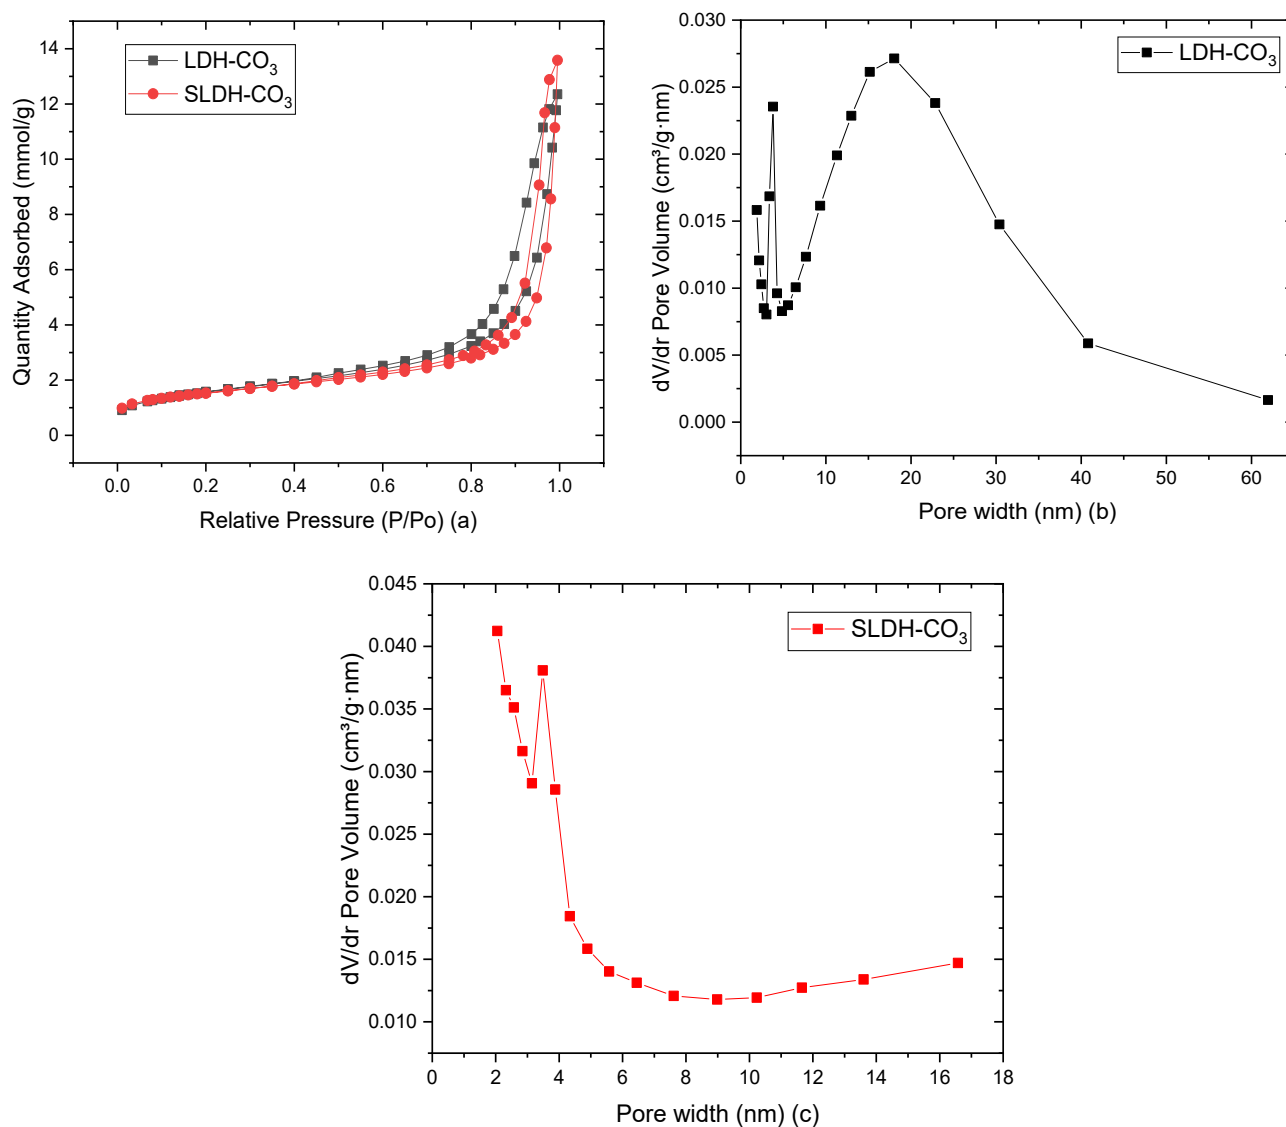 LDH-CO₃
SLDH-CO₃
Quantity Adsorbed (mmol/g)
14
12
10
8
6
4
2
0
0.0 0.2 0.4 0.6 0.8 1.0
Relative Pressure (P/Po) (a)
LDH-CO₃
dV/dr Pore Volume (cm³/g·nm)
0.030
0.025
0.020
0.015
0.010
0.005
0.000
0 10 20 30 40 50 60
Pore width (nm) (b)
SLDH-CO₃
dV/dr Pore Volume (cm³/g·nm)
0.045
0.040
0.035
0.030
0.025
0.020
0.015
0.010
0 2 4 6 8 10 12 14 16 18
Pore width (nm) (c)